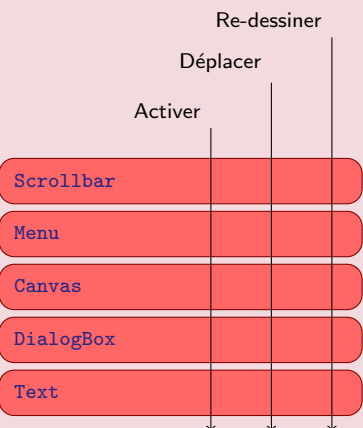 Re-dessiner
Déplacer
Activer
Scrollbar
Menu
Canvas
DialogBox
Text